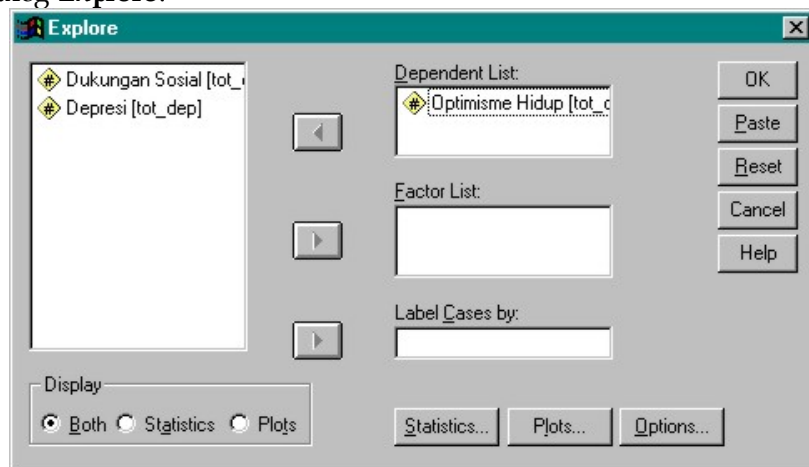 Explore
Dukungan Sosial [tot_
Depresi [tot_dep]
Dependent List:
Optimisme Hidup [tot_
Factor List:
Label Cases by:
OK
Paste
Reset
Cancel
Help
Display
Both Statistics Plots
Statistics... Plots... Options...